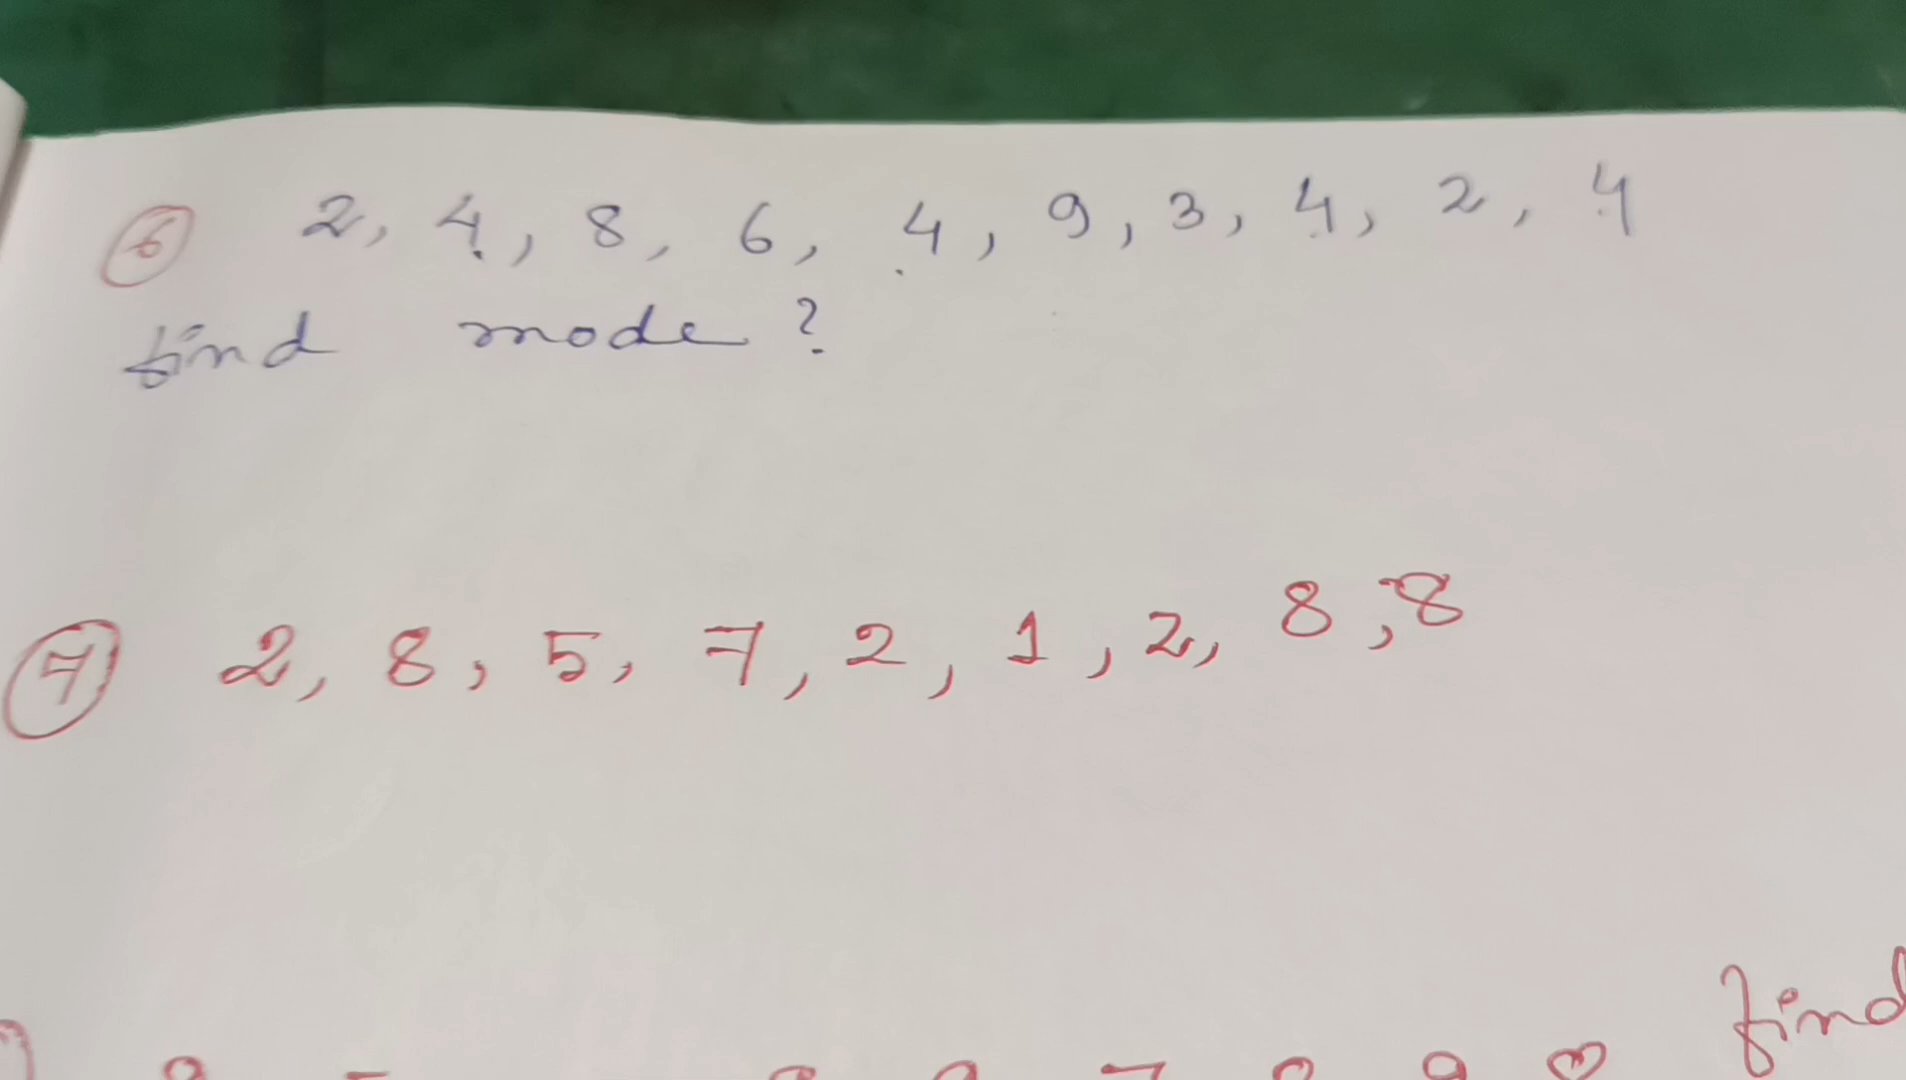 6 2, 4, 8, 6, 4, 9, 3, 4, 2, 4
find mode ?
7 2, 8, 5, 7, 2, 1, 2, 8, 8
find